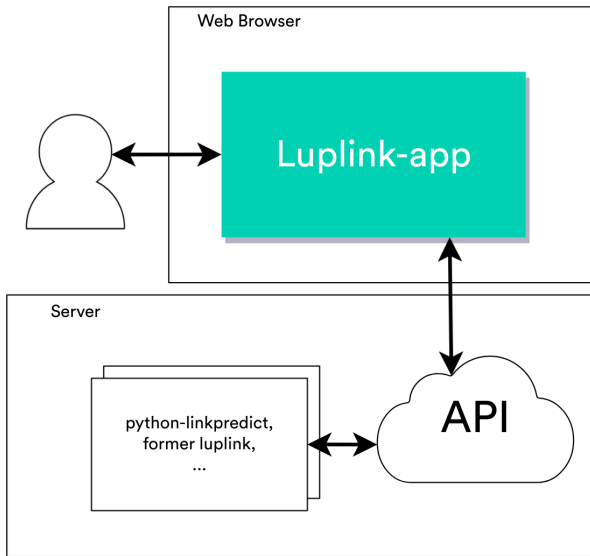 Web Browser
Luplink-app
Server
API
python-linkpredict,
former luplink,
...